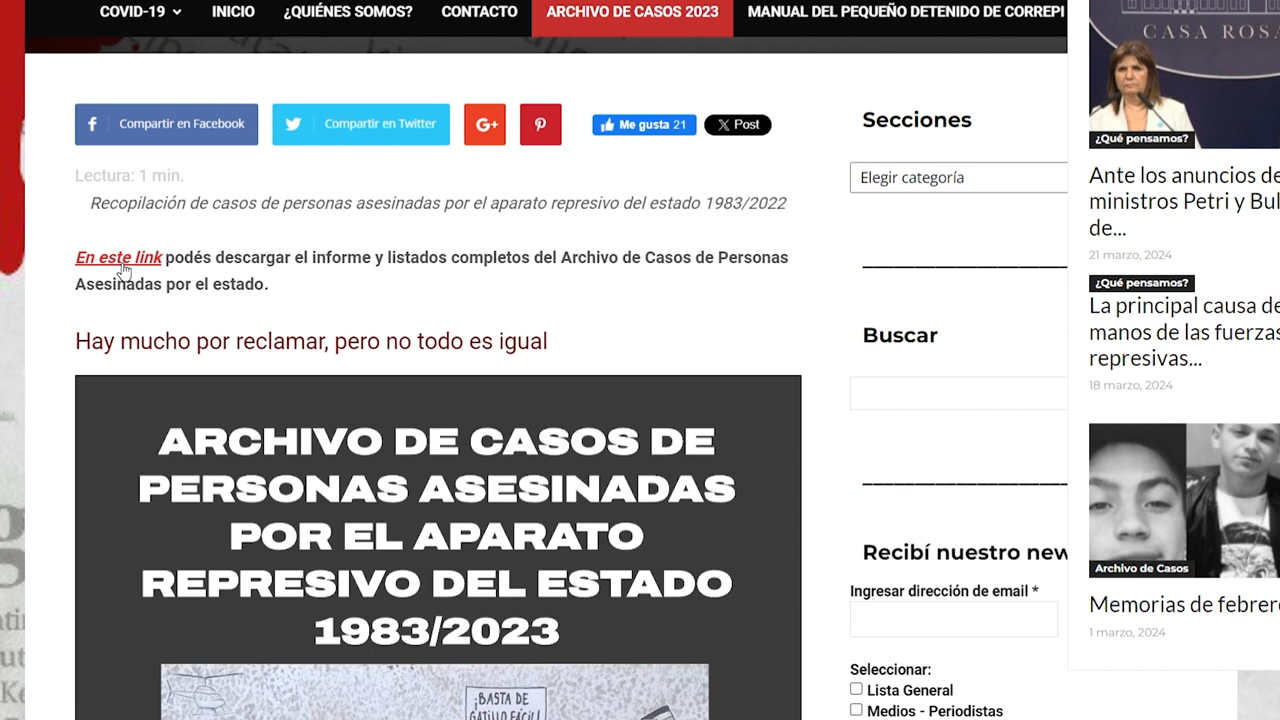 COVID-19 INICIO ¿QUIÉNES SOMOS? CONTACTO ARCHIVO DE CASOS 2023 MANUAL DEL PEQUEÑO DETENIDO DE CORREPI
Compartir en Facebook Compartir en Twitter G+ Me gusta 21 X Post
Lectura: 1 min.
Recopilación de casos de personas asesinadas por el aparato represivo del estado 1983/2022
En este link podés descargar el informe y listados completos del Archivo de Casos de Personas
Asesinadas por el estado.
Hay mucho por reclamar, pero no todo es igual
ARCHIVO DE CASOS DE
PERSONAS ASESINADAS
POR EL APARATO
REPRESIVO DEL ESTADO
1983/2023
¡BASTA DE
GATILLO FÁCIL!
Secciones
Elegir categoría
Buscar
Recibí nuestro new
Ingresar dirección de email *
Seleccionar:
Lista General
Medios - Periodistas
CASA ROSA
¿Qué pensamos?
Ante los anuncios de
ministros Petri y Bul
de...
21 marzo, 2024
¿Qué pensamos?
La principal causa de
manos de las fuerzas
represivas...
18 marzo, 2024
Archivo de Casos
Memorias de febrero
1 marzo, 2024